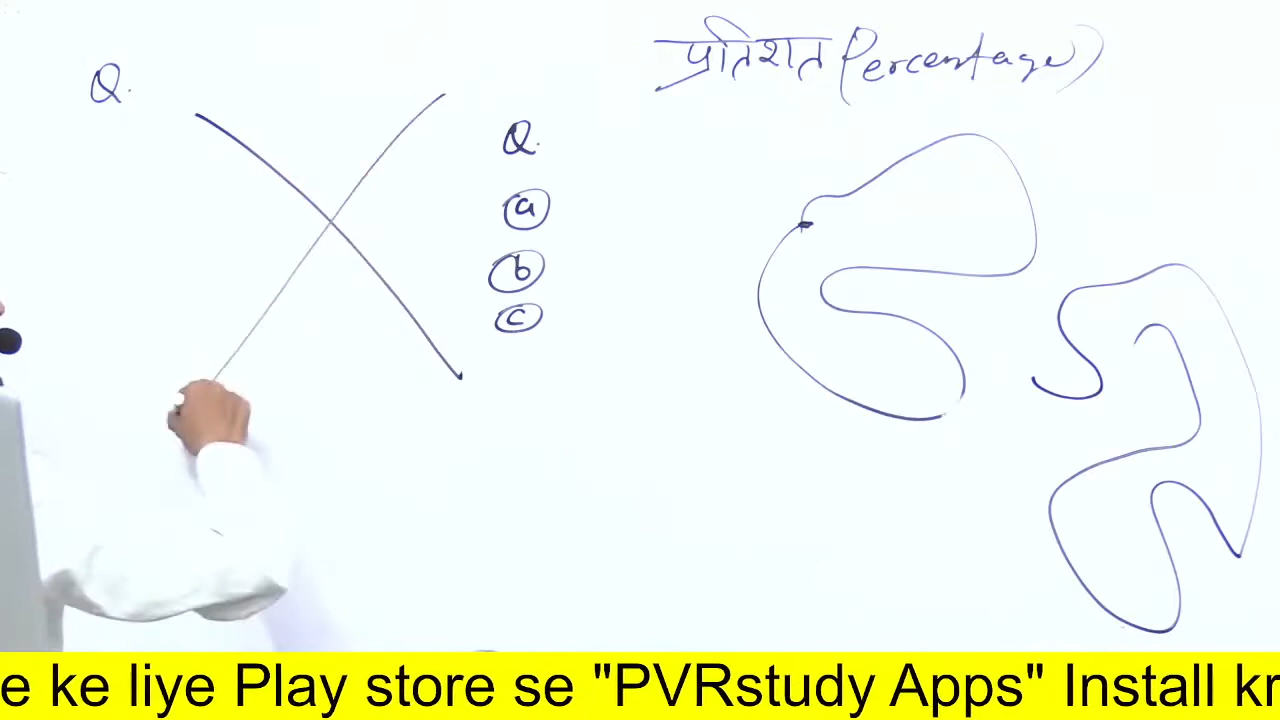 प्रतिशत (Percentage)
Q.
Q.
a
b
c
e ke liye Play store se "PVRstudy Apps" Install kr